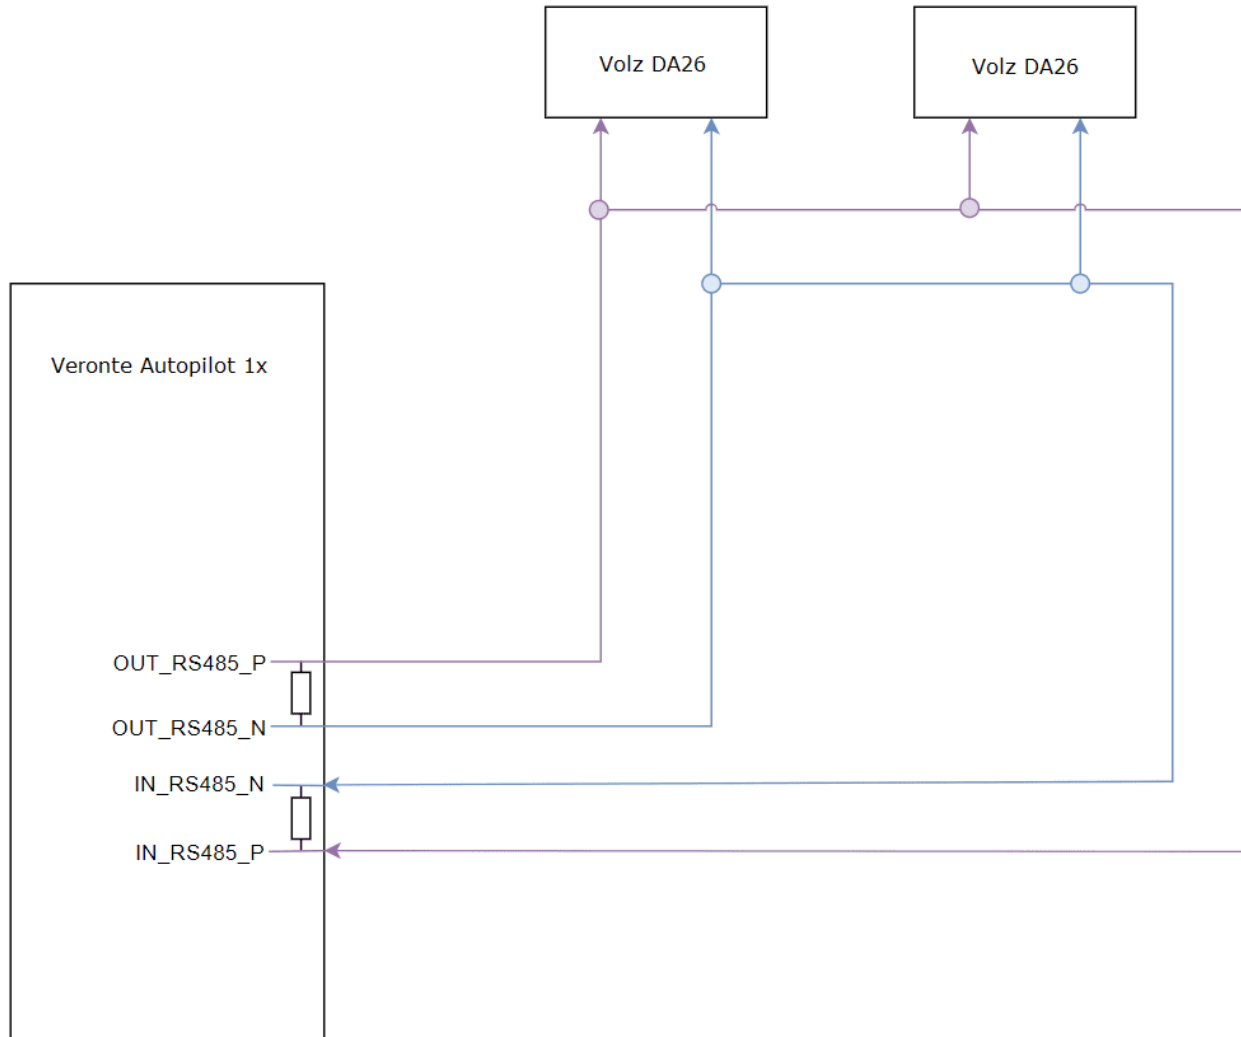 Volz DA26
Volz DA26
Veronte Autopilot 1x
OUT_RS485_P
OUT_RS485_N
IN_RS485_N
IN_RS485_P